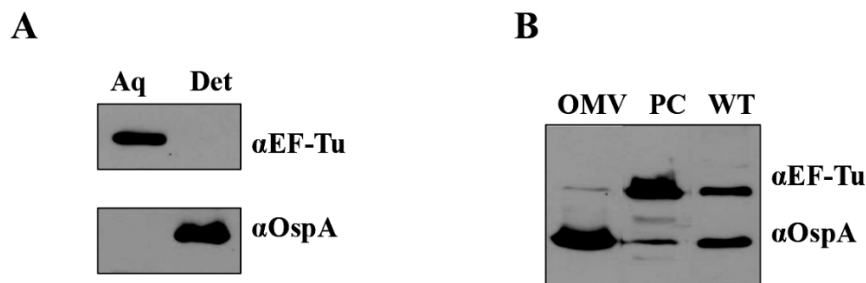 A
Aq Det
αEF-Tu
αOspA
B
OMV PC WT
αEF-Tu
αOspA